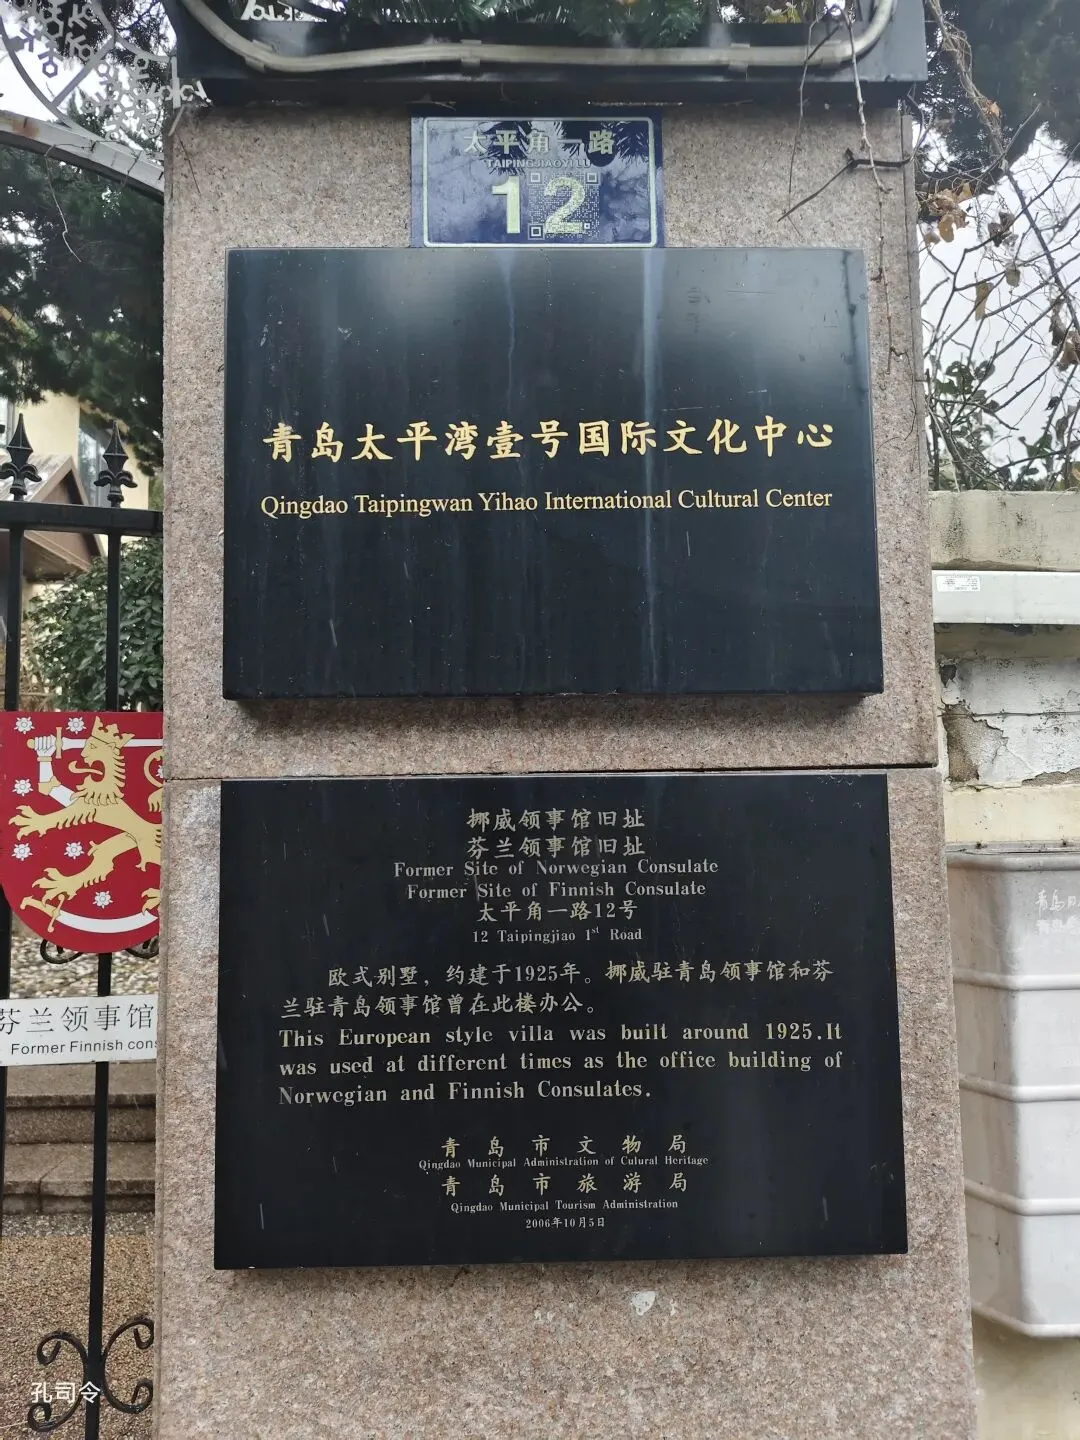 太平角一路
TAIPINGJIAOYI LU
12
青岛太平湾壹号国际文化中心
Qingdao Taipingwan Yihao International Cultural Center
挪威领事馆旧址
芬兰领事馆旧址
Former Site of Norwegian Consulate
Former Site of Finnish Consulate
太平角一路12号
12 Taipingjiao 1st Road
欧式别墅，约建于1925年。挪威驻青岛领事馆和芬
兰驻青岛领事馆曾在此楼办公。
This European style villa was built around 1925.It
was used at different times as the office building of
Norwegian and Finnish Consulates.
青岛市文物局
Qingdao Municipal Administration of Cultural Heritage
青岛市旅游局
Qingdao Municipal Tourism Administration
2006年10月5日
芬兰领事馆
Former Finnish cons
孔司令